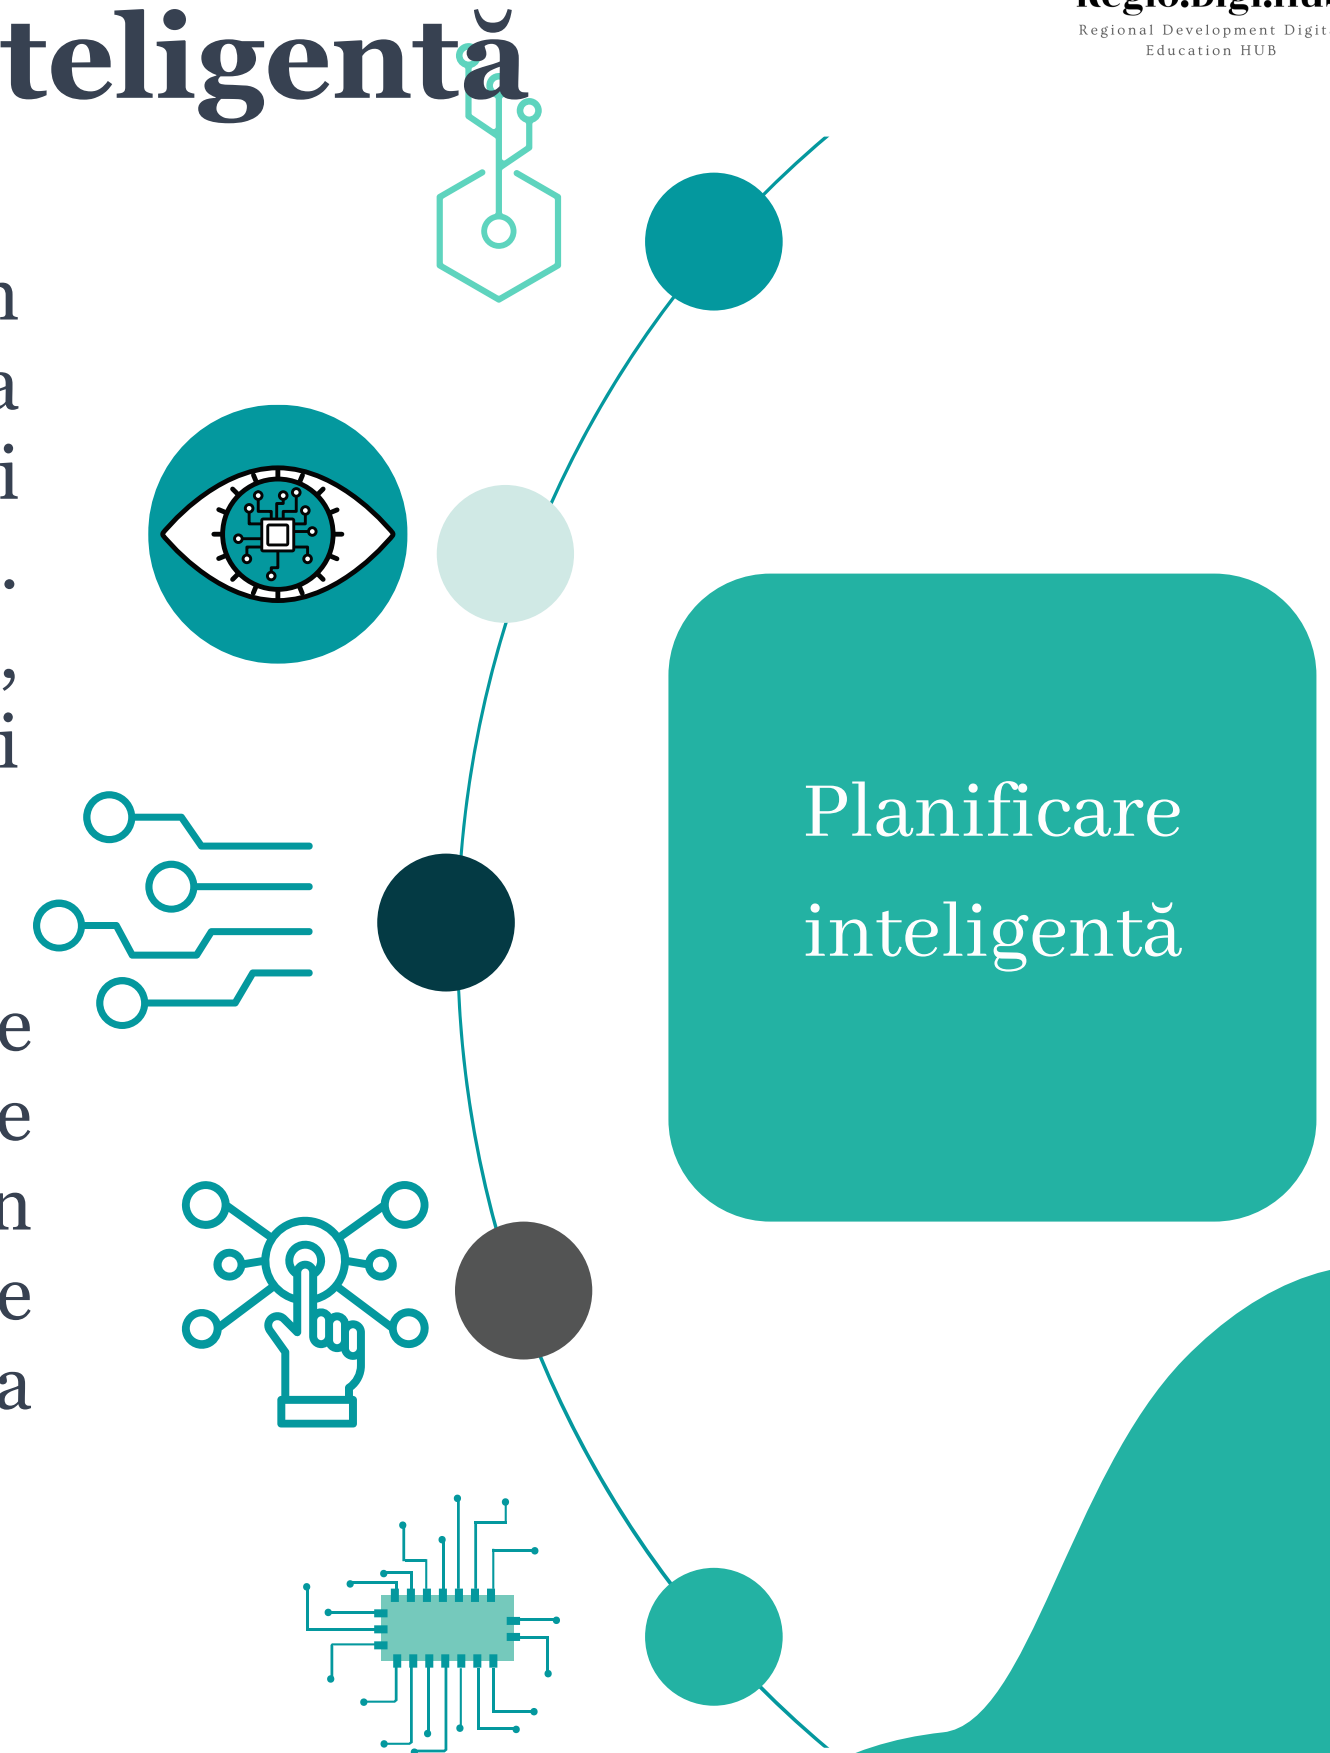 teligentă
Regional Development Digit
Education HUB
n
a
i
.
,
i
Planificare
inteligentă
e
e
n
e
a